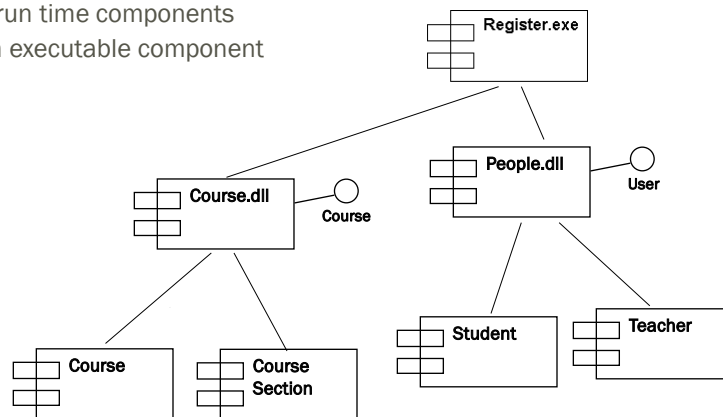 run time components
executable component
Register.exe
Course.dll
Course
People.dll
User
Course
Course
Section
Student
Teacher